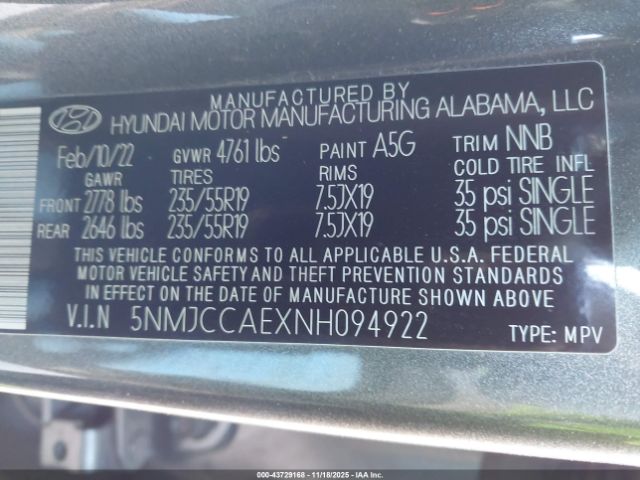 MANUFACTURED BY
HYUNDAI MOTOR MANUFACTURING ALABAMA, LLC
Feb/10/22 GVWR 4761 lbs PAINT A5G TRIM NNB
GAWR TIRES RIMS COLD TIRE INFL
FRONT 2778 lbs 235/55R19 7.5JX19 35 psi SINGLE
REAR 2646 lbs 235/55R19 7.5JX19 35 psi SINGLE
THIS VEHICLE CONFORMS TO ALL APPLICABLE U.S.A. FEDERAL
MOTOR VEHICLE SAFETY AND THEFT PREVENTION STANDARDS
IN EFFECT ON THE DATE OF MANUFACTURE SHOWN ABOVE.
V.I.N 5NMJCCAEXNH094922
TYPE: MPV
000-43729168 - 11/18/2025 - IAAI.COM